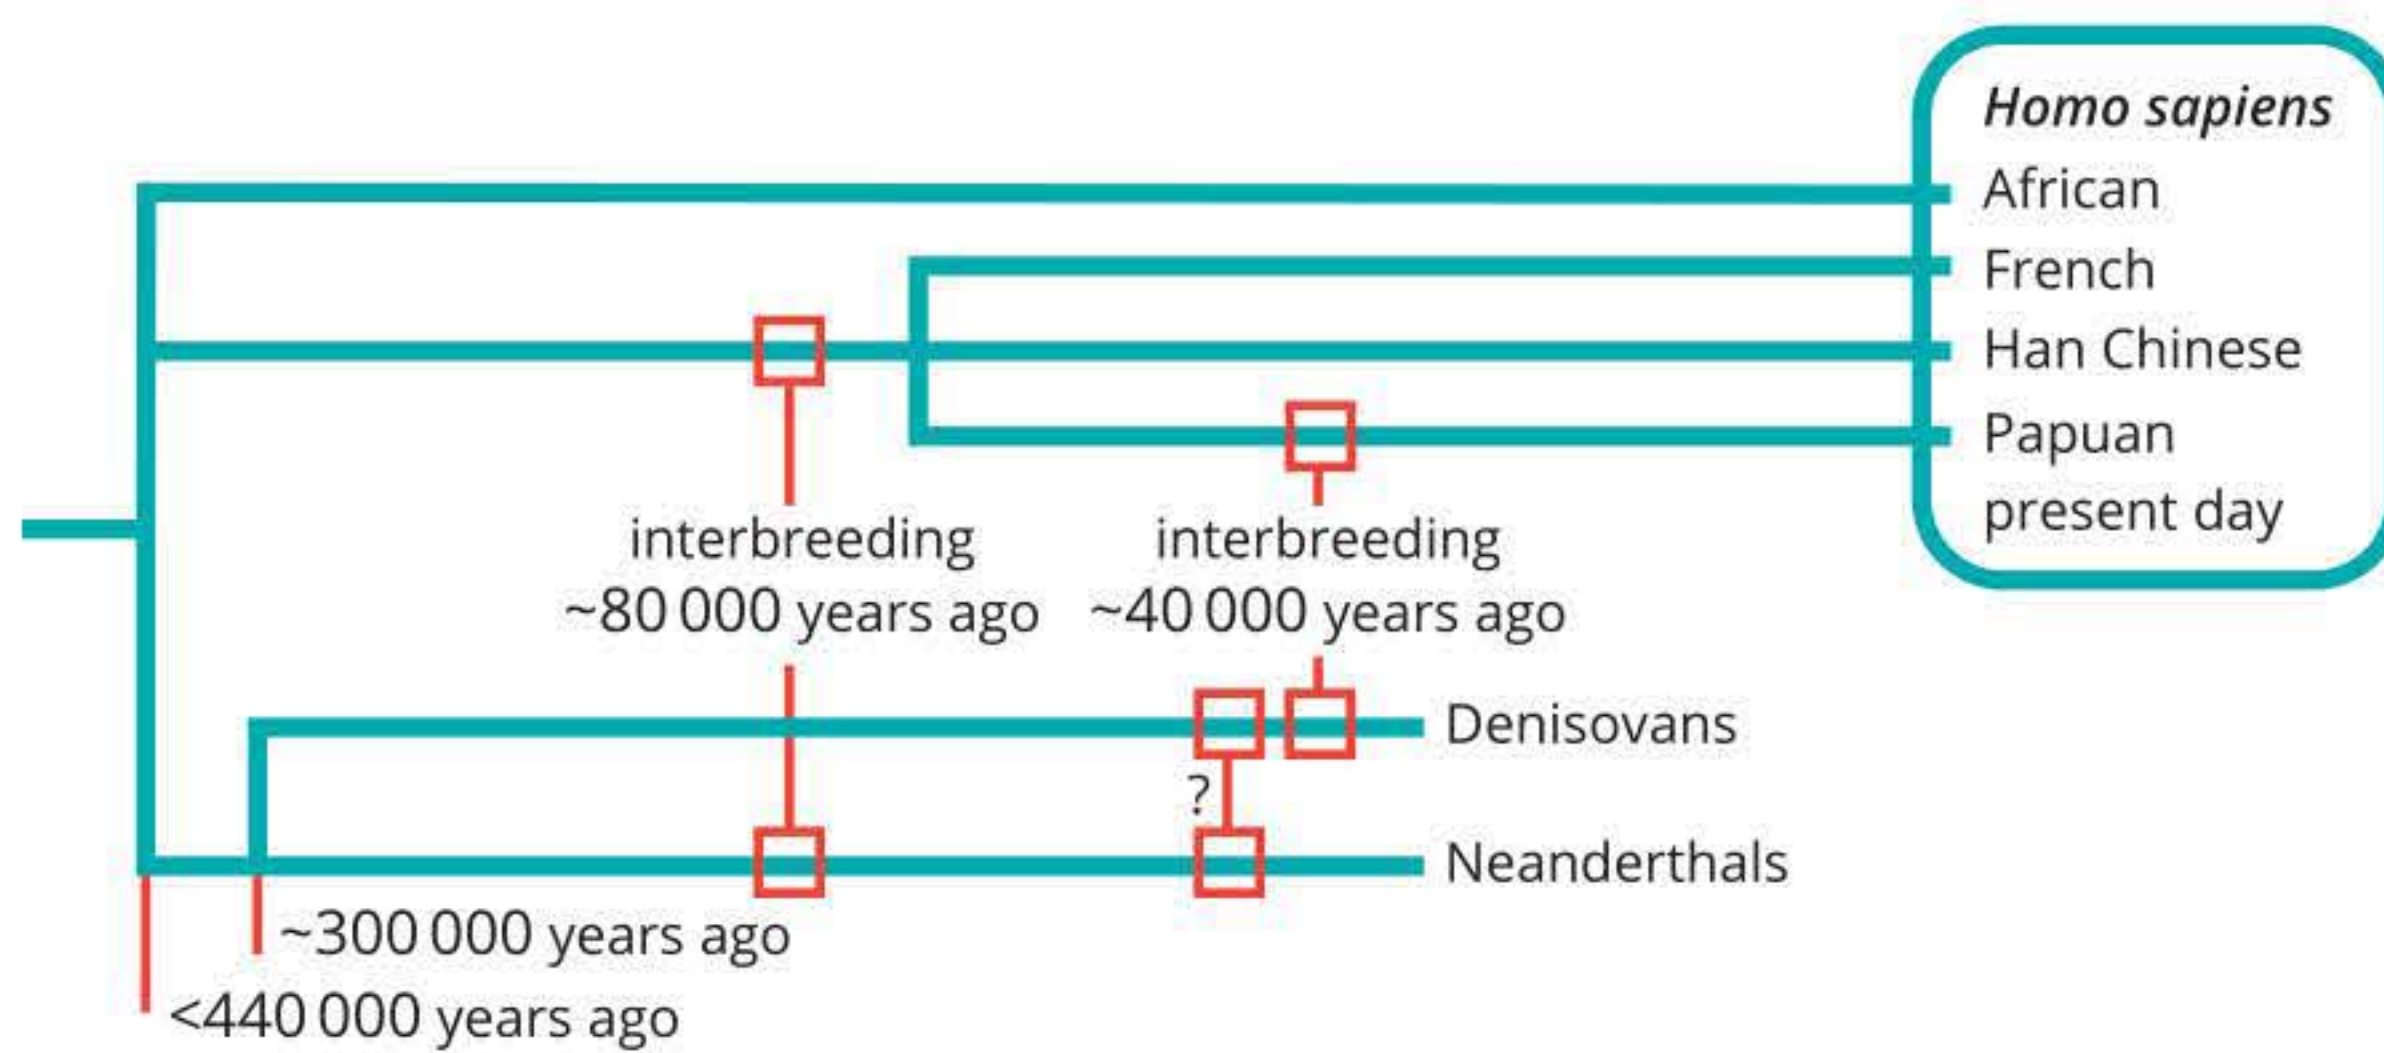 Homo sapiens
African
French
Han Chinese
Papuan
present day
interbreeding
~80 000 years ago
interbreeding
~40 000 years ago
Denisovans
?
Neanderthals
~300 000 years ago
<440 000 years ago